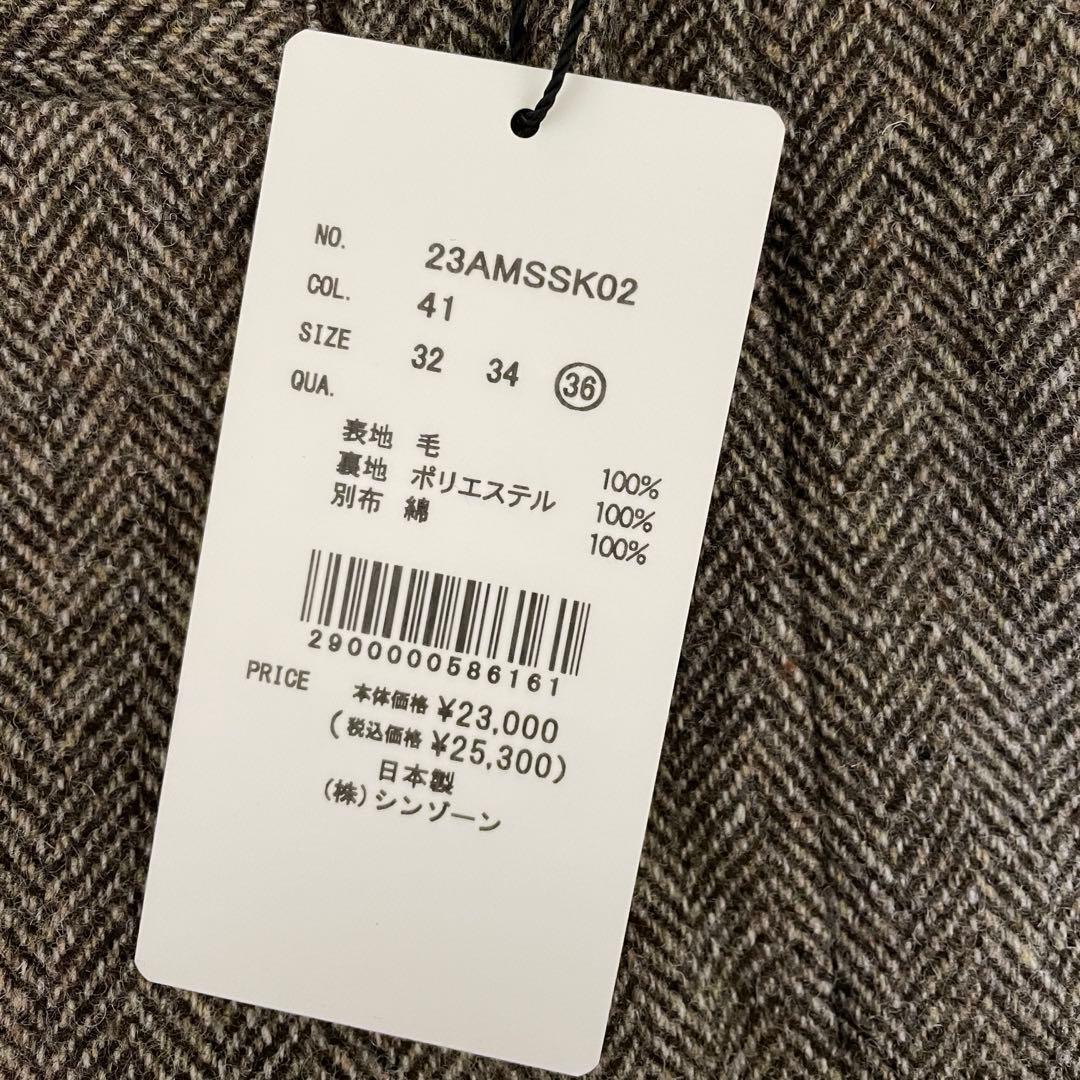 NO. 23AMSSK02
COL. 41
SIZE 32 34 36
QUA.
表地 毛 100%
裏地 ポリエステル 100%
別布 綿 100%
2900000586161
PRICE 本体価格 ¥23,000
(税込価格 ¥25,300)
日本製
(株)シンゾーン